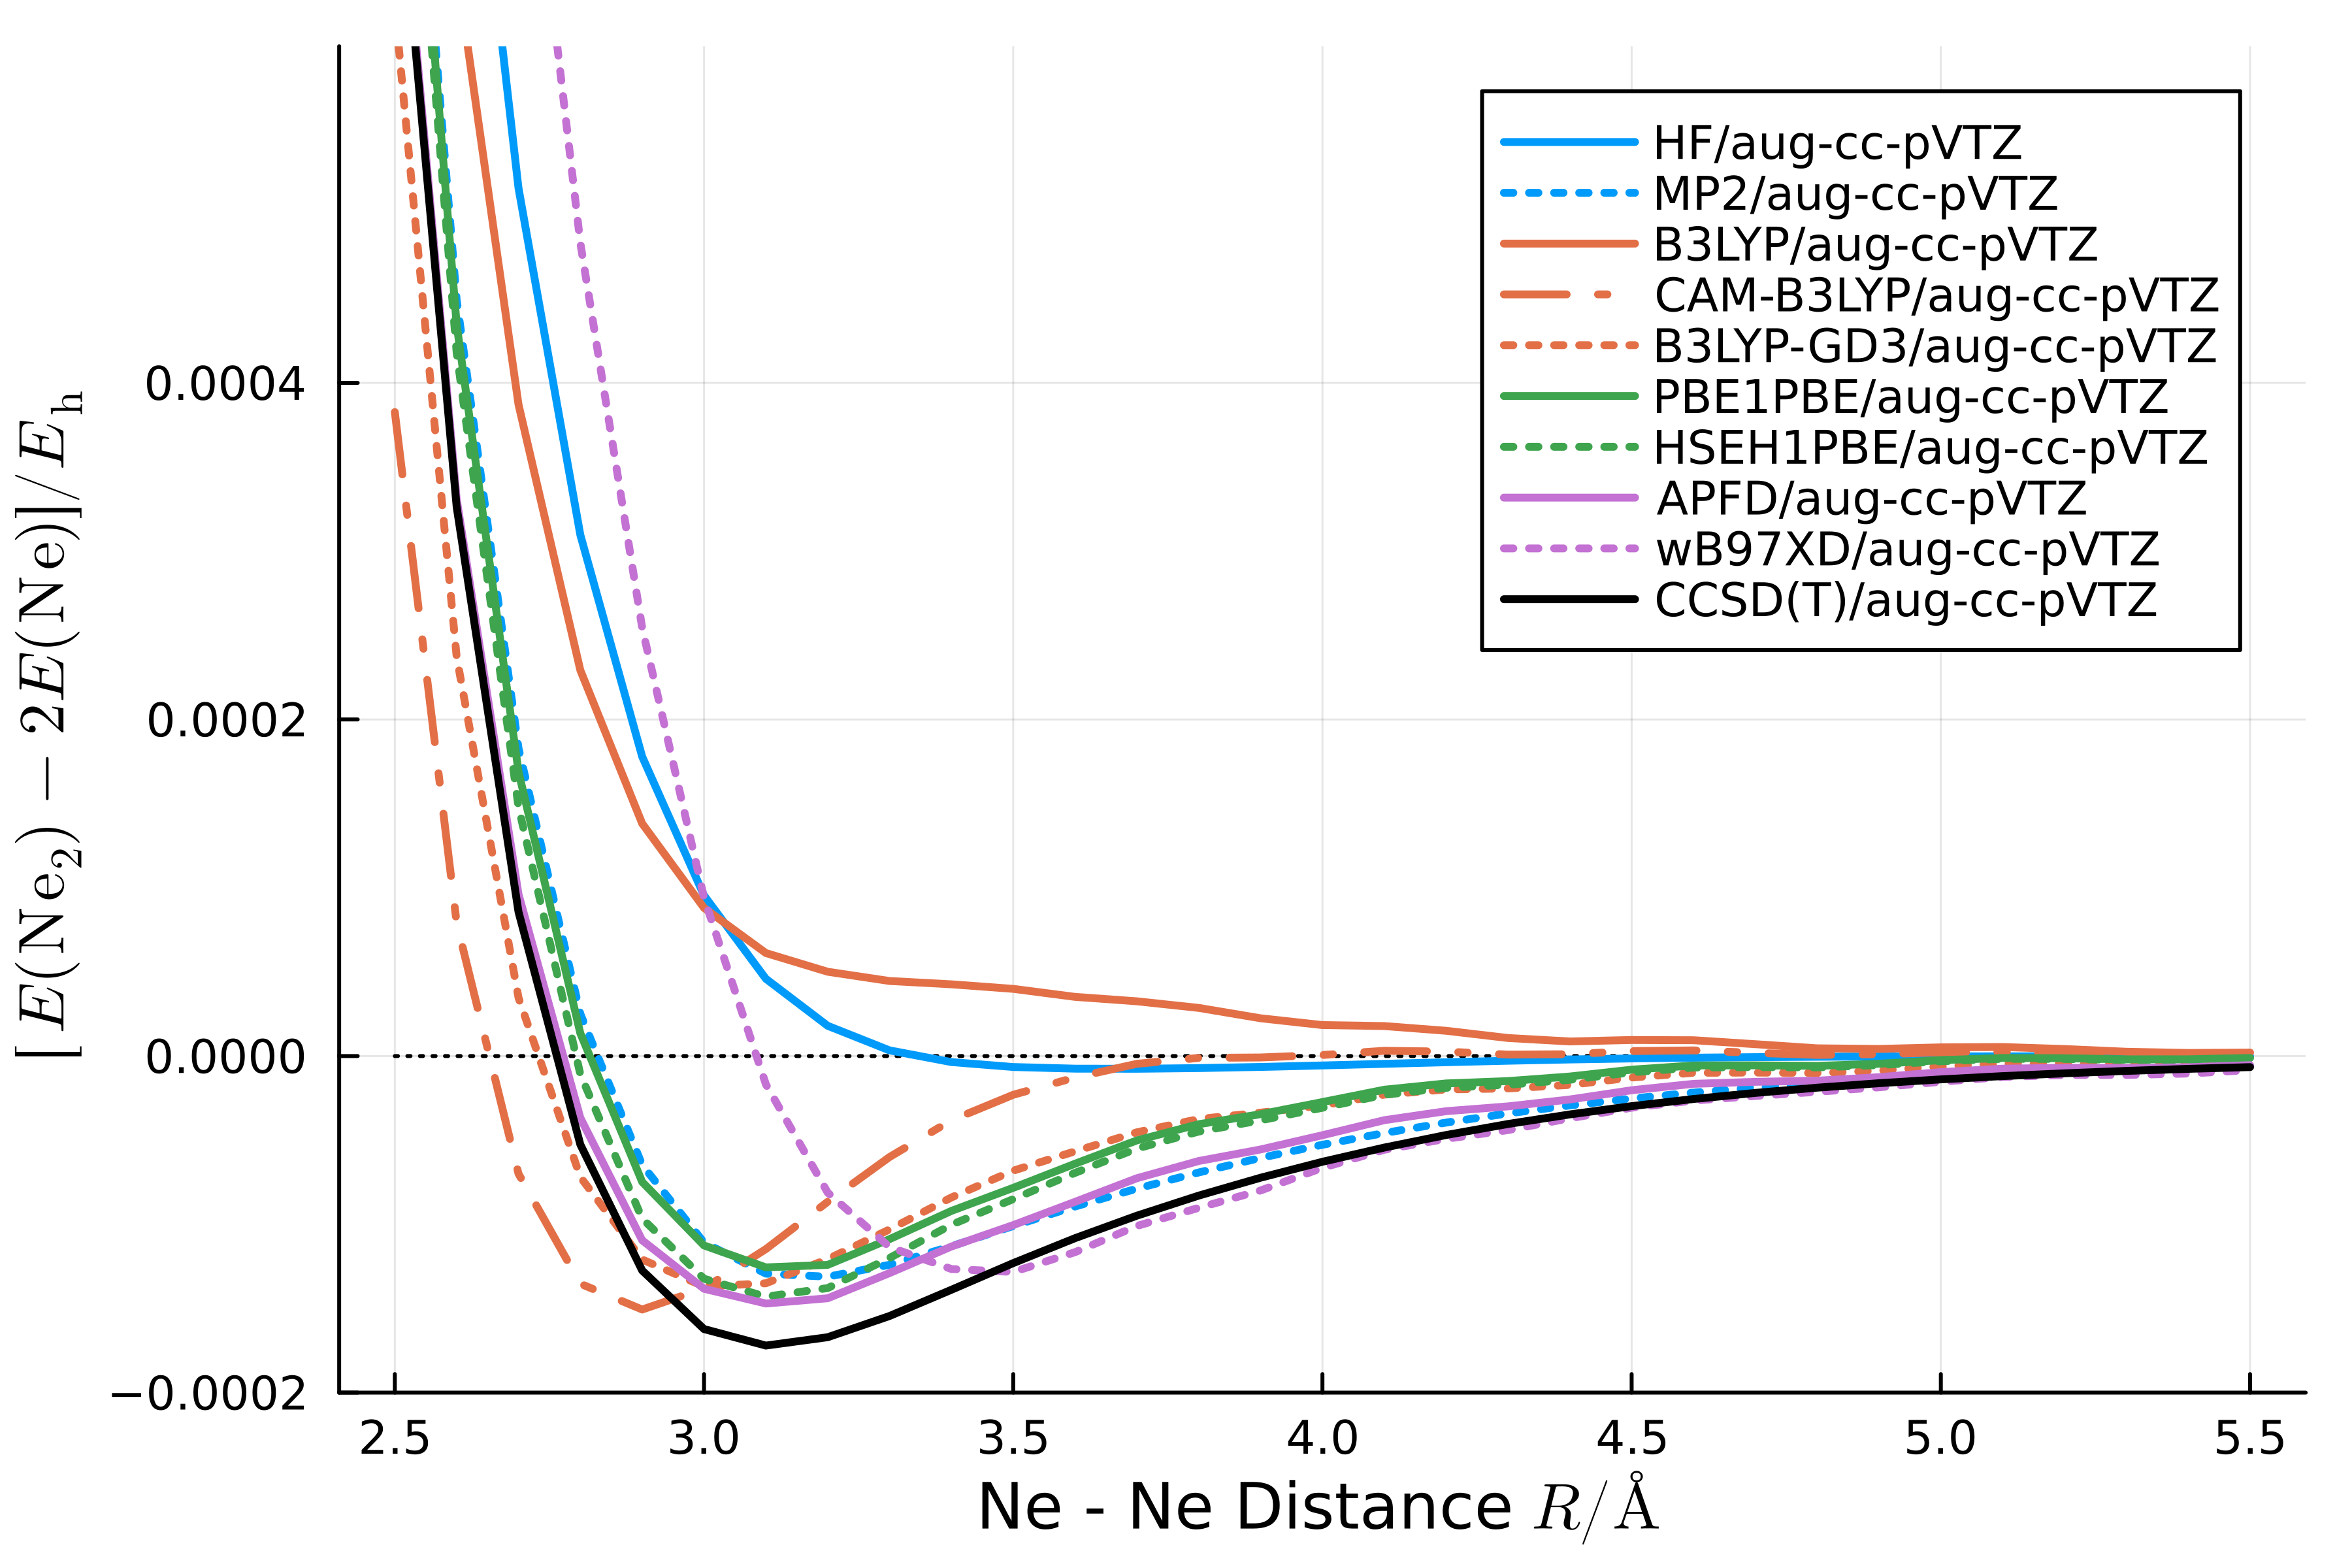 [E(Ne₂) − 2E(Ne)]/Eₕ
0.0004
0.0002
0.0000
−0.0002
HF/aug-cc-pVTZ
MP2/aug-cc-pVTZ
B3LYP/aug-cc-pVTZ
CAM-B3LYP/aug-cc-pVTZ
B3LYP-GD3/aug-cc-pVTZ
PBE1PBE/aug-cc-pVTZ
HSEH1PBE/aug-cc-pVTZ
APFD/aug-cc-pVTZ
wB97XD/aug-cc-pVTZ
CCSD(T)/aug-cc-pVTZ
2.5 3.0 3.5 4.0 4.5 5.0 5.5
Ne - Ne Distance R/Å